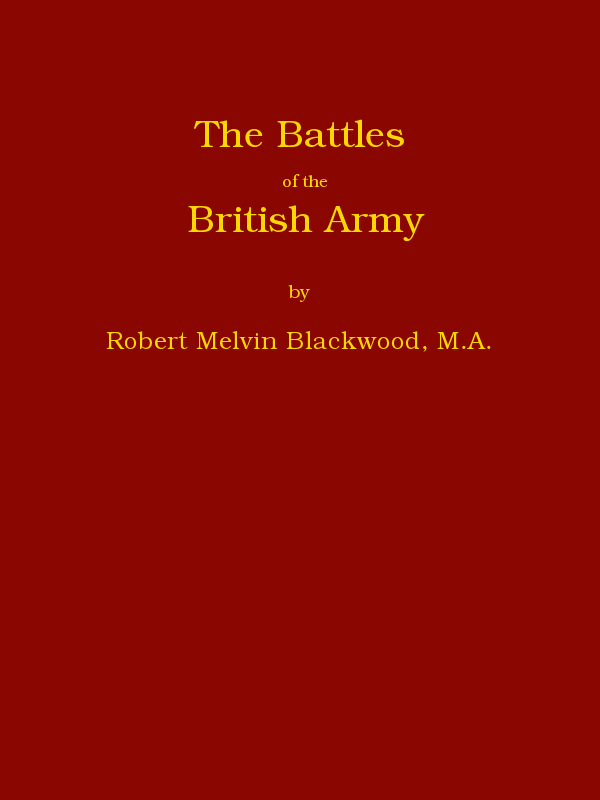 The Battles
of the
British Army
by
Robert Melvin Blackwood, M.A.